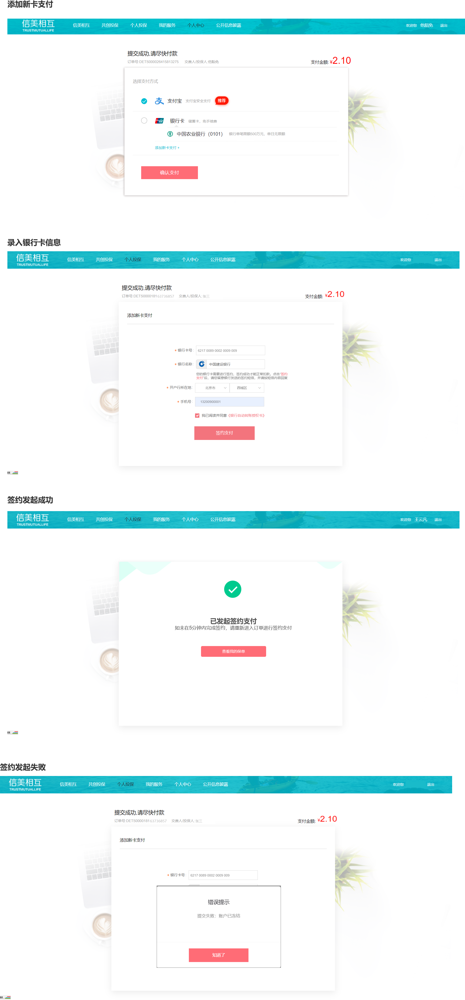 添加新卡支付
信美相互 TRUSTMUTUALLIFE 信美相互 共创投保 个人投保 我的服务 个人中心 公开信息披露 欢迎您 他豁免 退出
提交成功,请尽快付款
订单号:DETS000026415813275 交费人/投保人:他豁免 支付金额: ¥2.10
选择支付方式
支付宝 支付宝安全支付 推荐
银行卡 储蓄卡，免手续费
中国农业银行（0101） 银行单笔限额500万元，单日无限额
添加新卡支付 +
确认支付
录入银行卡信息
信美相互 TRUSTMUTUALLIFE 信美相互 共创投保 个人投保 我的服务 个人中心 公开信息披露 欢迎您 退出
提交成功,请尽快付款
订单号:DETS000018163736857 交费人/投保人: 张三 支付金额: ¥2.10
添加新卡支付
* 银行卡号: 6217 0089 0002 0009 009
* 银行名称: 中国建设银行
您的银行卡需要进行签约，签约成功才能正常扣款。点击"签约
支付"后，请您留意银行发送的签约短信，并请按短信内容回复
* 开户行所在地: 北京市 西城区
* 手机号: 13200900001
我已阅读并同意《银行自动转账授权书》
签约支付
22
签约发起成功
信美相互 TRUSTMUTUALLIFE 信美相互 共创投保 个人投保 我的服务 个人中心 公开信息披露 欢迎您 王云凡 退出
已发起签约支付
如未在5分钟内完成签约，请重新进入订单进行签约支付
查看我的保单
22
签约发起失败
信美相互 TRUSTMUTUALLIFE 信美相互 共创投保 个人投保 我的服务 个人中心 公开信息披露 欢迎您 退出
提交成功,请尽快付款
订单号:DETS000018163736857 交费人/投保人: 张三 支付金额: ¥2.10
添加新卡支付
* 银行卡号: 6217 0089 0002 0009 009
错误提示
提交失败：账户已冻结
知道了
22